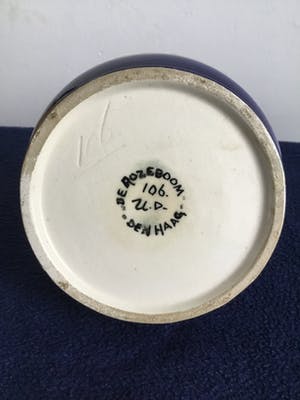 DE ROZEBOOM
106.
U.D.
DEN HAAG